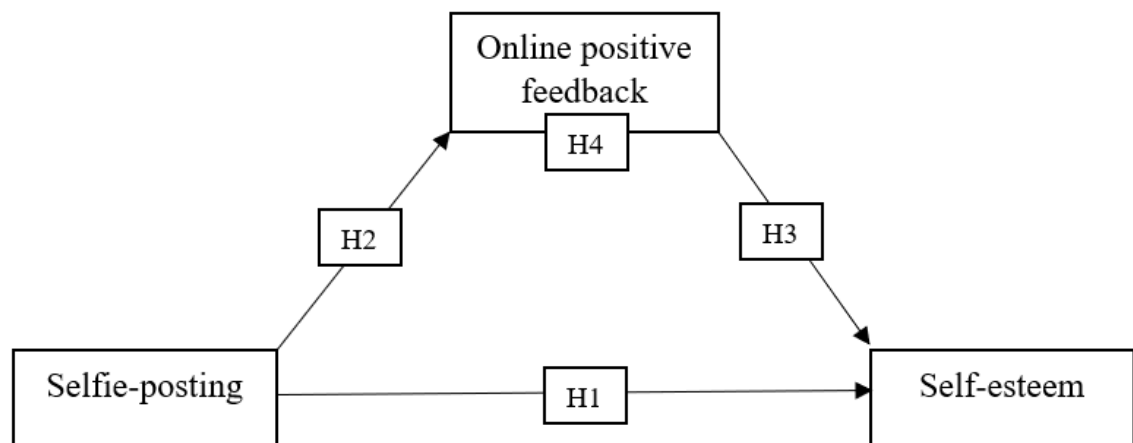 Online positive
feedback
H4
H2
H3
Selfie-posting
H1
Self-esteem